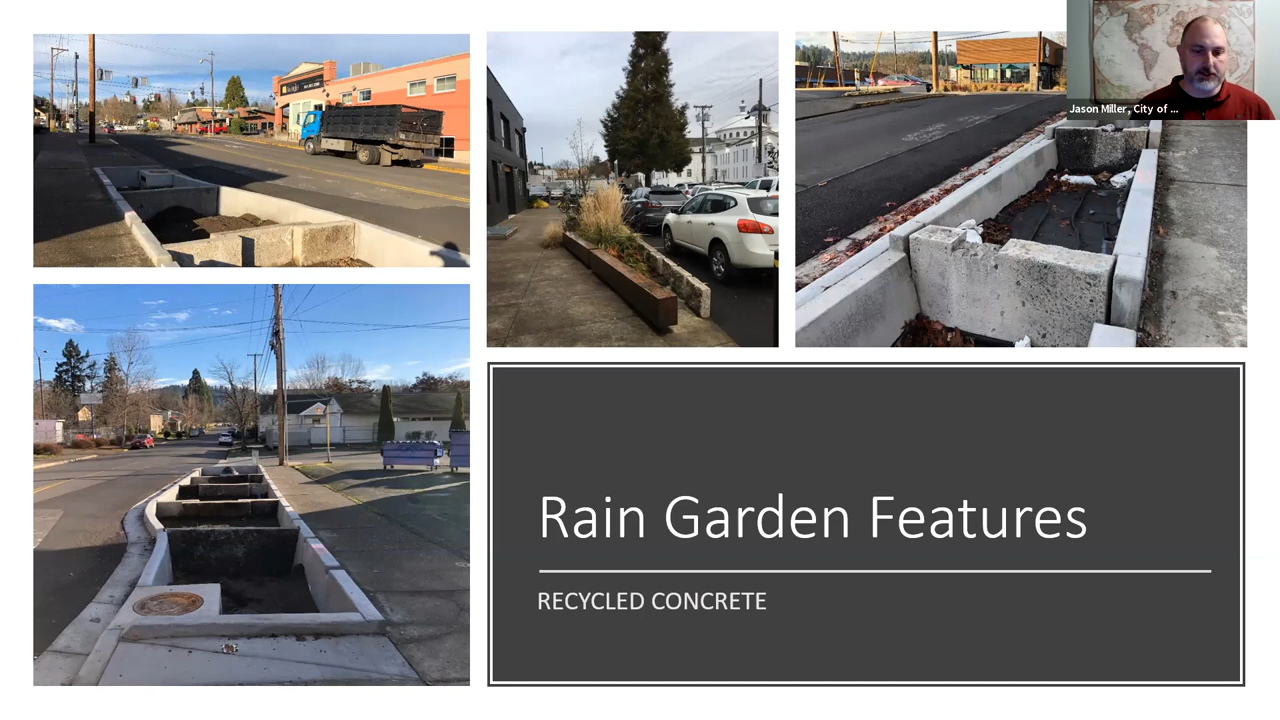 Jason Miller, City of ...
Rain Garden Features
RECYCLED CONCRETE